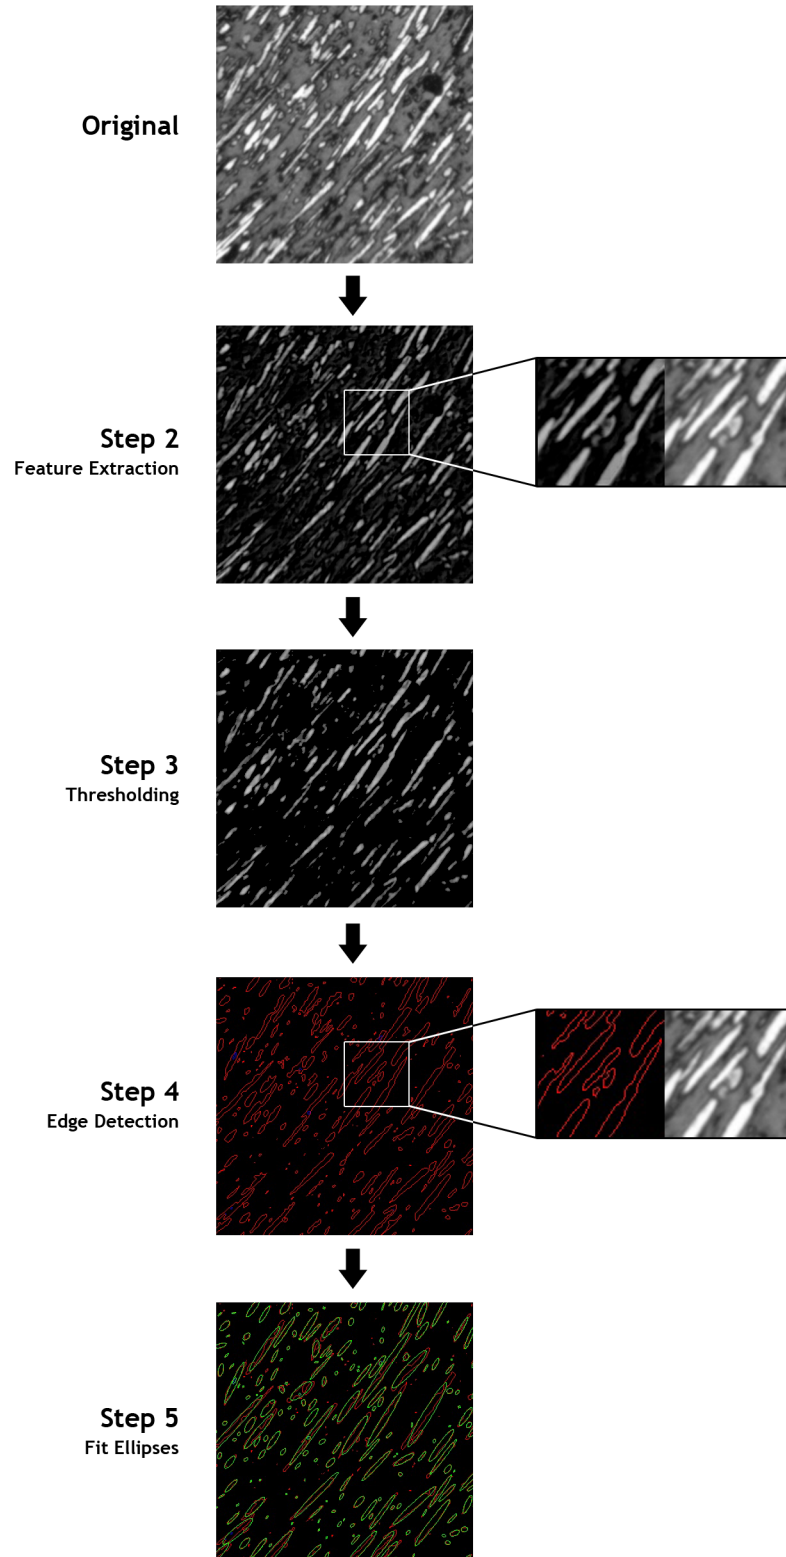 Original
Step 2
Feature Extraction
Step 3
Thresholding
Step 4
Edge Detection
Step 5
Fit Ellipses